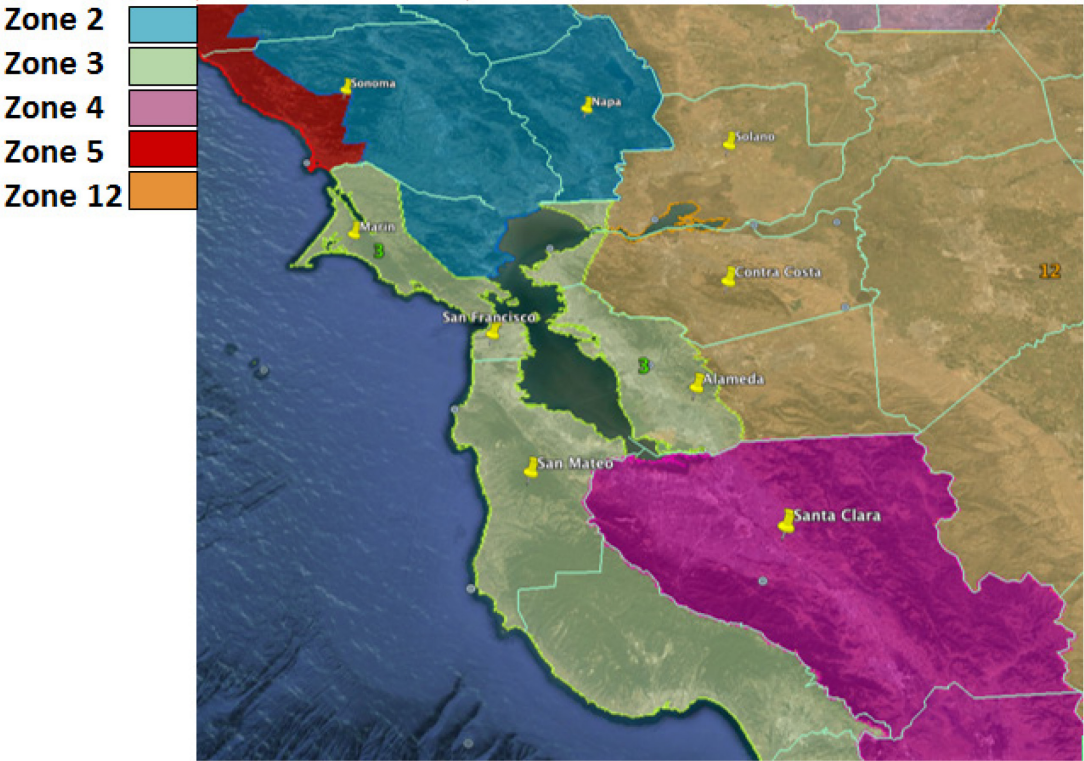 Zone 2
Zone 3
Zone 4
Zone 5
Zone 12
Sonoma
Napa
Solano
Marin
3
Contra Costa
12
San Francisco
3
Alameda
San Mateo
Santa Clara